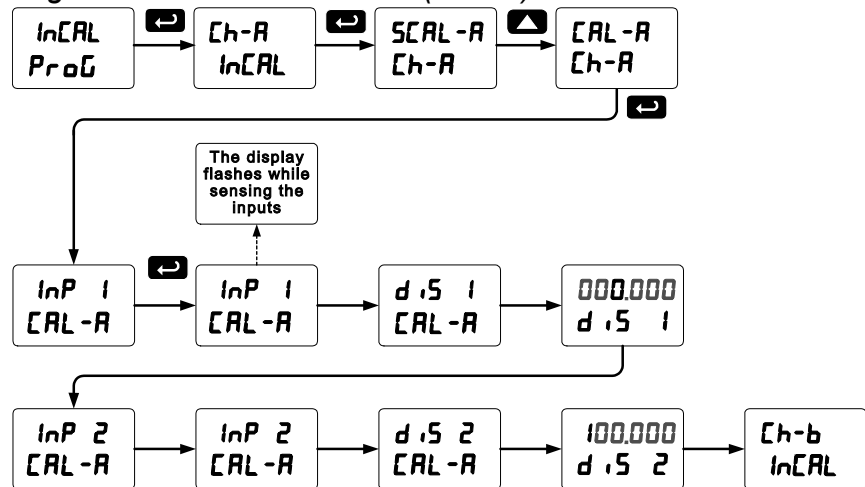 InCAL
ProG
Ch-A
InCAL
SCAL-A
Ch-A
CAL-A
Ch-A
The display
flashes while
sensing the
inputs
InP 1
CAL-A
InP 1
CAL-A
diS 1
CAL-A
000.000
diS 1
InP 2
CAL-A
InP 2
CAL-A
diS 2
CAL-A
100.000
diS 2
Ch-b
InCAL